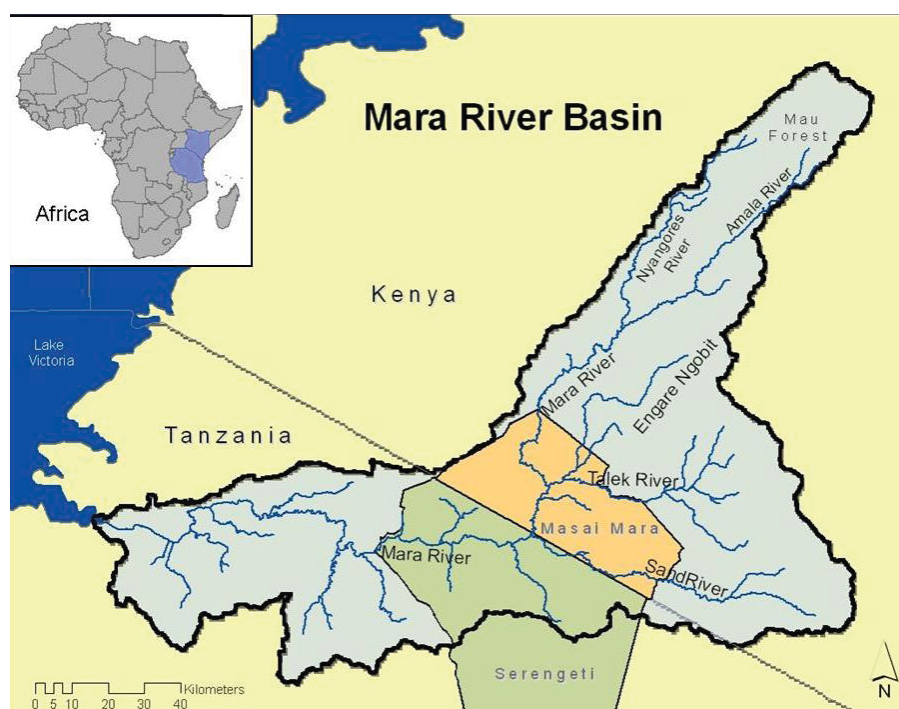 Mara River Basin
Africa
Mau
Forest
Nyangores
River
Amala River
Kenya
Lake
Victoria
Mara River
Engare Ngobit
Tanzania
Talek River
Masai Mara
Mara River
SandRiver
Serengeti
Kilometers
0 5 10 20 30 40
N